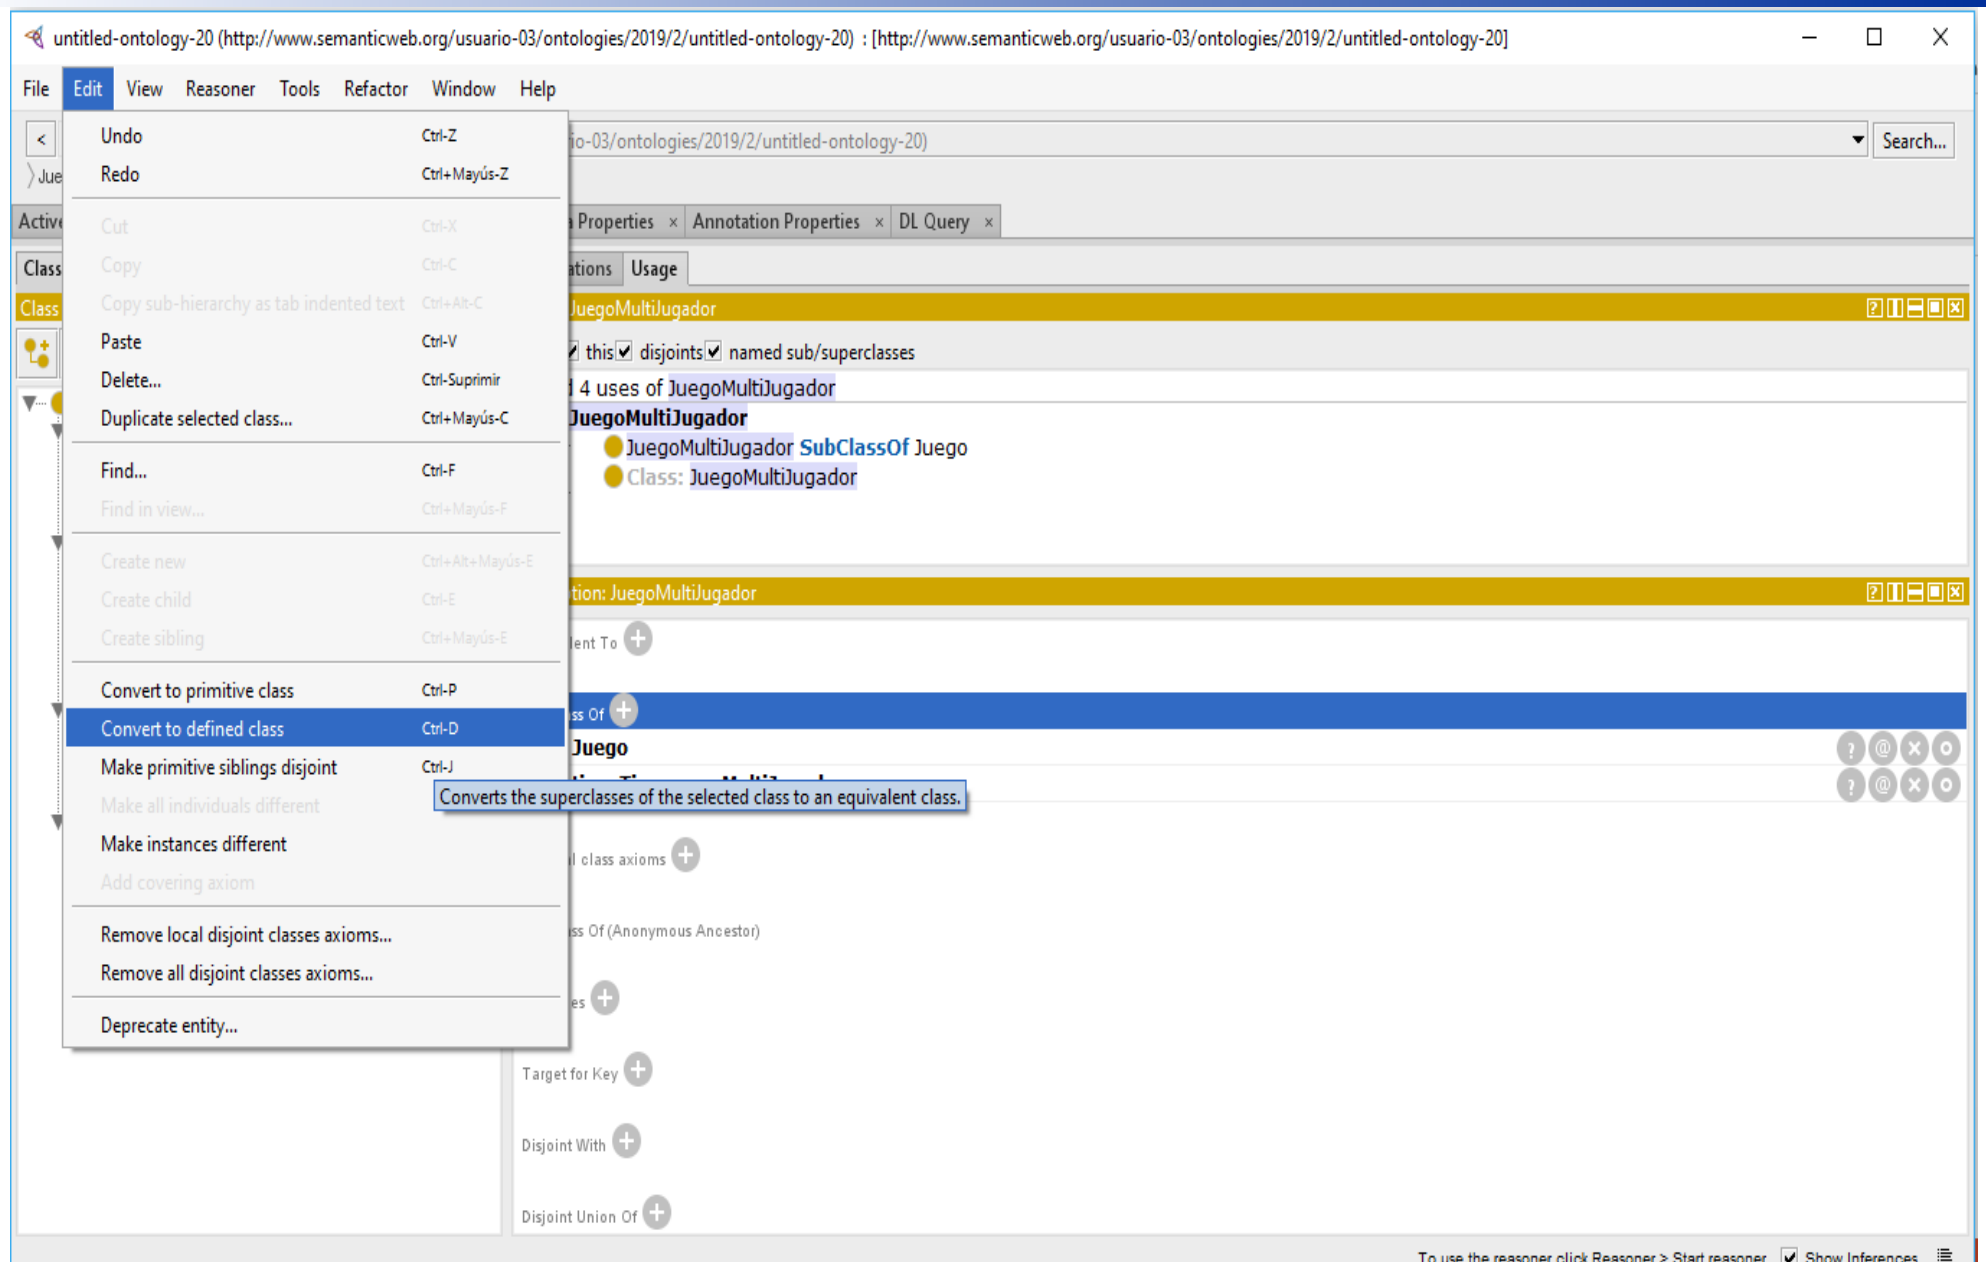 untitled-ontology-20 (http://www.semanticweb.org/usuario-03/ontologies/2019/2/untitled-ontology-20) : [http://www.semanticweb.org/usuario-03/ontologies/2019/2/untitled-ontology-20]
File Edit View Reasoner Tools Refactor Window Help
< io-03/ontologies/2019/2/untitled-ontology-20) Search...
Jue
Active Properties × Annotation Properties × DL Query ×
Class ations Usage
Class JuegoMultiJugador
this disjoints named sub/superclasses
4 uses of JuegoMultiJugador
JuegoMultiJugador
JuegoMultiJugador SubClassOf Juego
Class: JuegoMultiJugador
tion: JuegoMultiJugador
lent To
ss Of
Juego
l class axioms
ss Of (Anonymous Ancestor)
es
Target for Key
Disjoint With
Disjoint Union Of
Undo Ctrl-Z
Redo Ctrl+Mayús-Z
Cut Ctrl-X
Copy Ctrl-C
Copy sub-hierarchy as tab indented text Ctrl+Alt-C
Paste Ctrl-V
Delete... Ctrl-Suprimir
Duplicate selected class... Ctrl+Mayús-C
Find... Ctrl-F
Find in view... Ctrl+Mayús-F
Create new Ctrl+Alt+Mayús-E
Create child Ctrl-E
Create sibling Ctrl+Mayús-E
Convert to primitive class Ctrl-P
Convert to defined class Ctrl-D
Make primitive siblings disjoint Ctrl-J
Converts the superclasses of the selected class to an equivalent class.
Make all individuals different
Make instances different
Add covering axiom
Remove local disjoint classes axioms...
Remove all disjoint classes axioms...
Deprecate entity...
To use the reasoner click Reasoner > Start reasoner Show Inferences